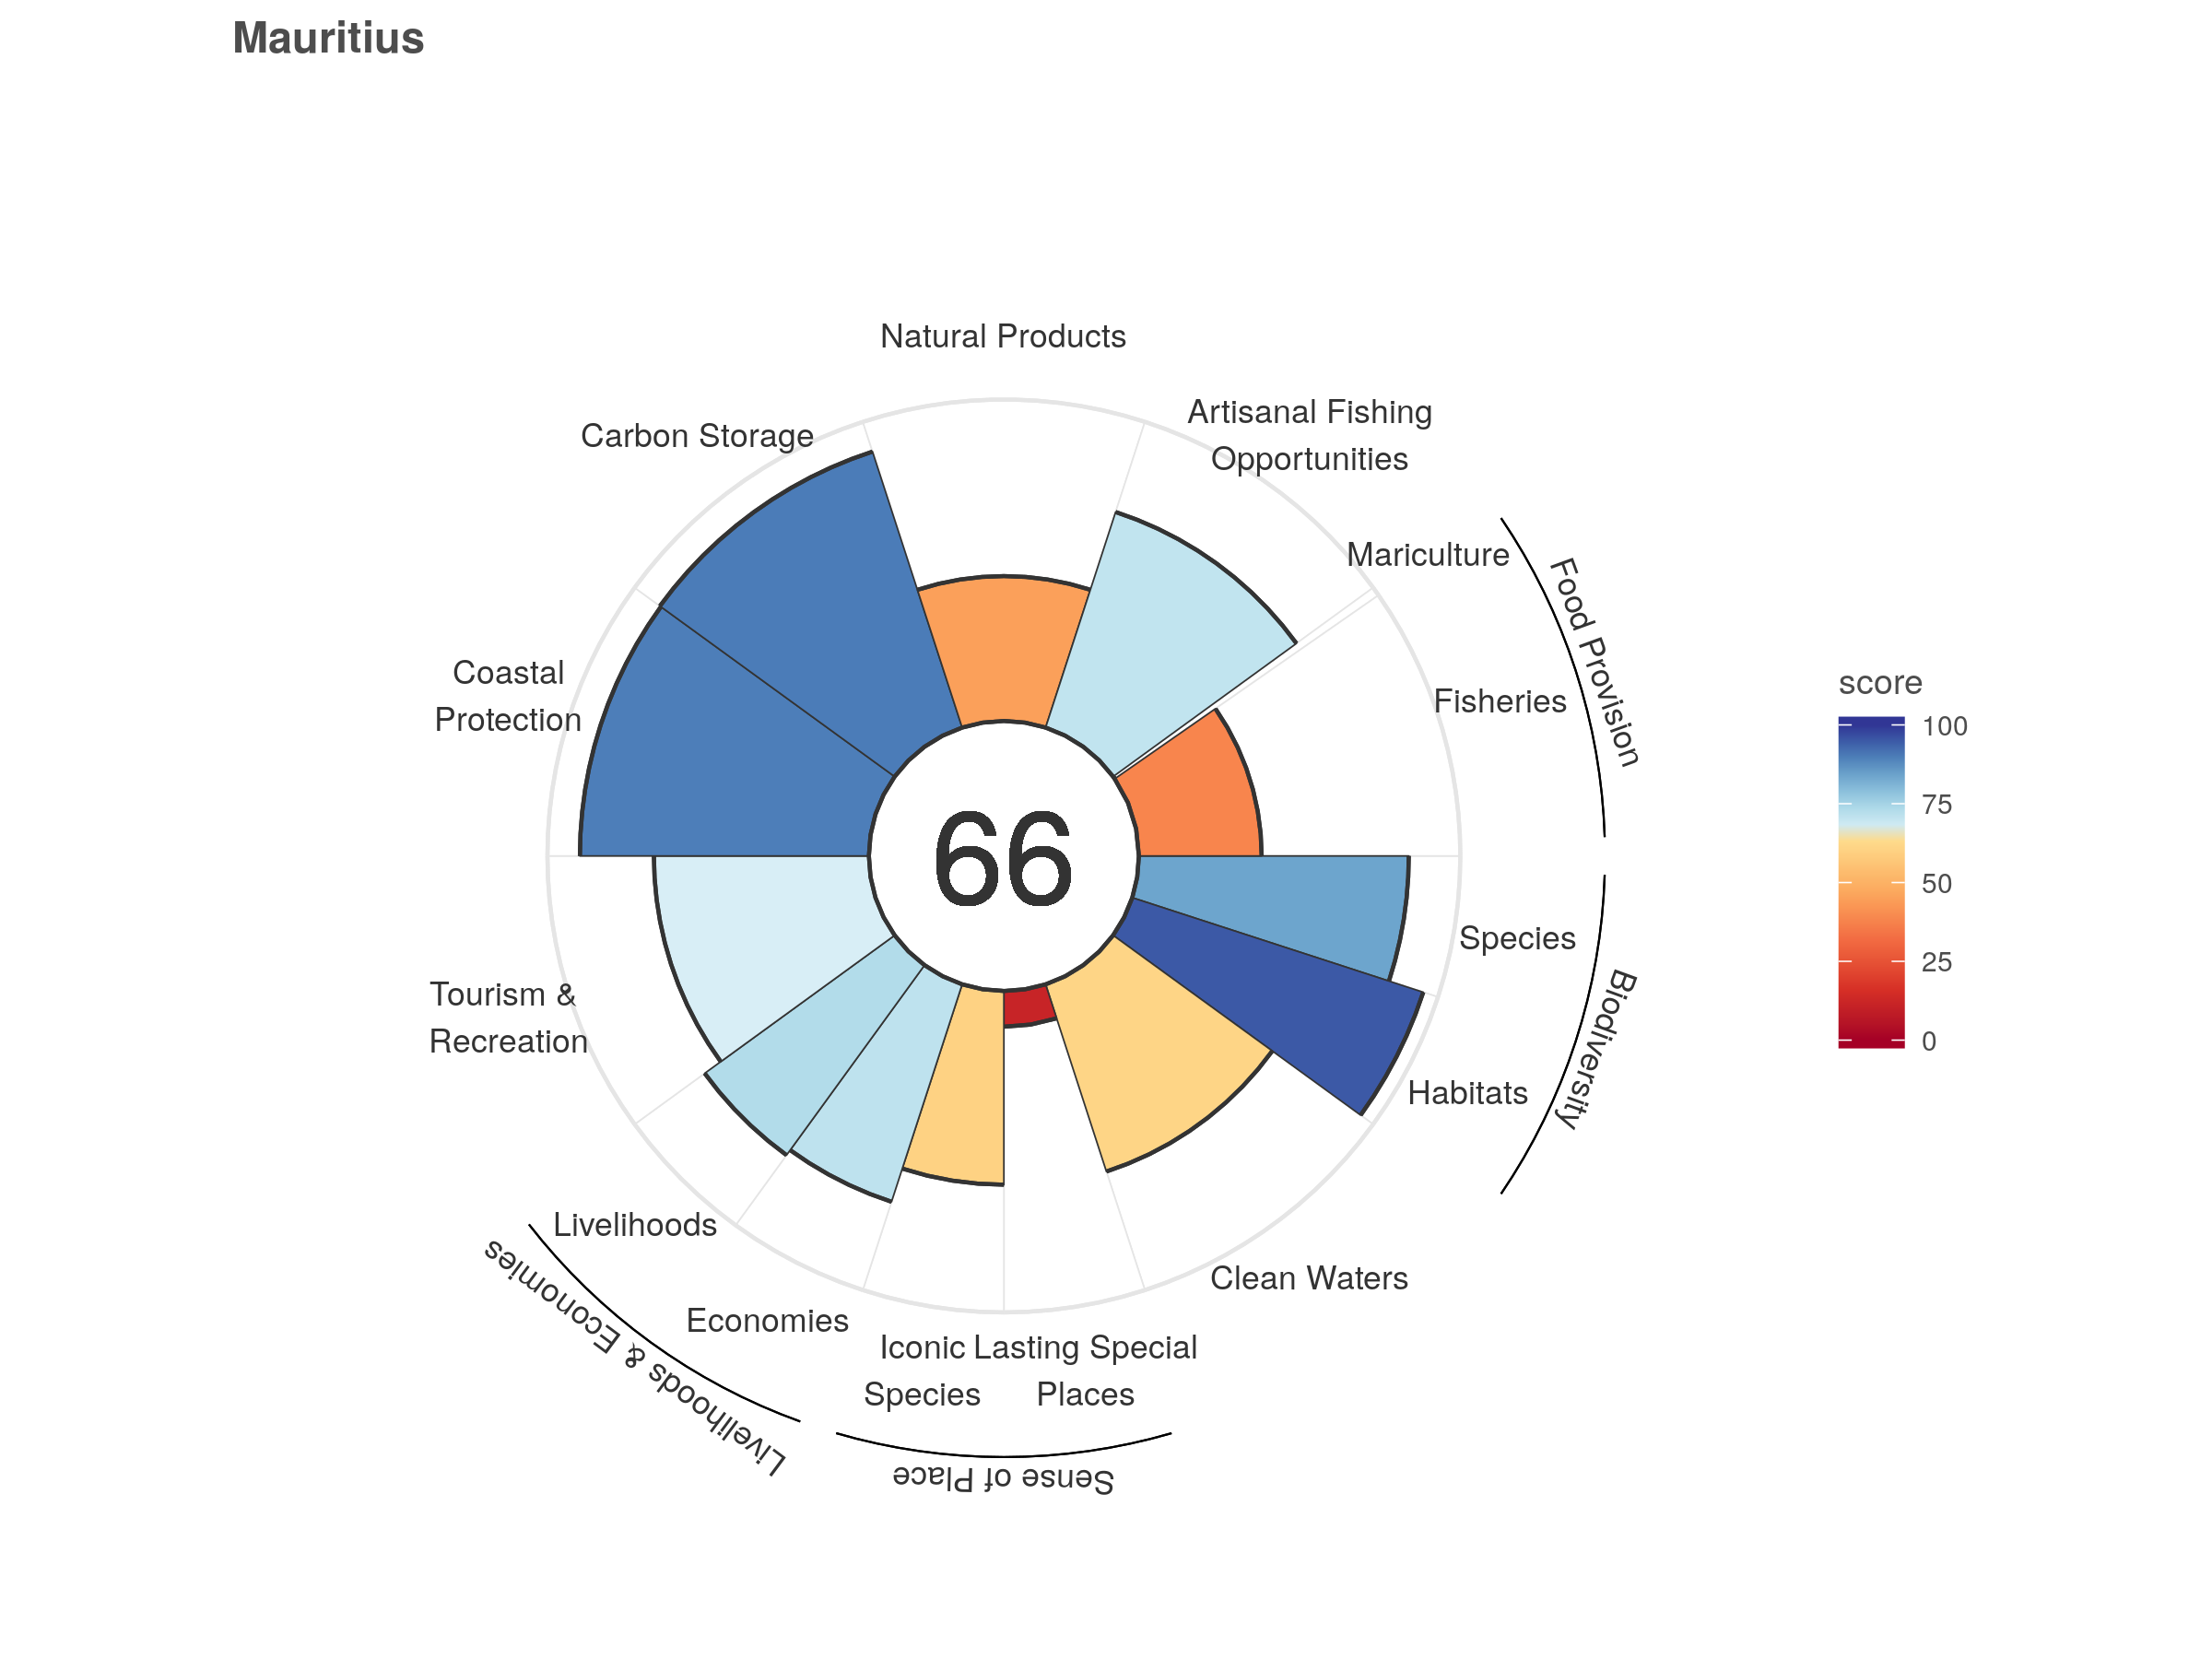 Mauritius
Natural Products
Artisanal Fishing
Opportunities
Carbon Storage
Mariculture
Food Provision
Coastal
Protection
Fisheries
score
100
75
50
25
0
66
Species
Biodiversity
Habitats
Tourism &
Recreation
Livelihoods
Livelihoods & Economies
Economies
Clean Waters
Iconic
Species
Lasting Special
Places
Sense of Place